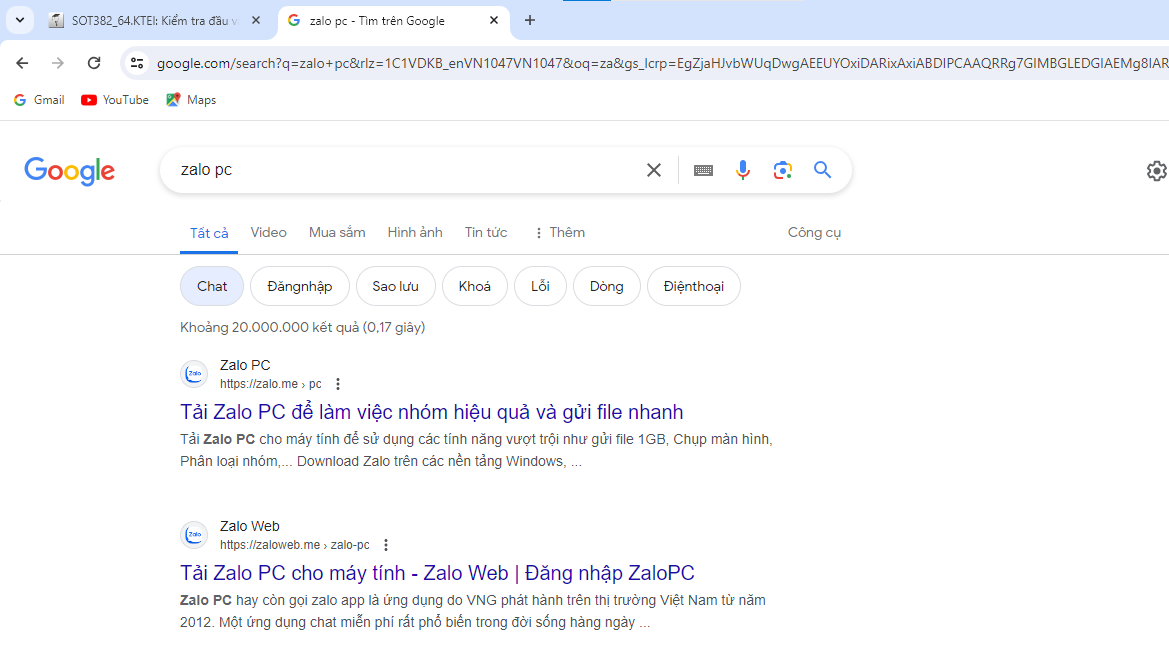 SOT382_64.KTEI: Kiểm tra đầu v
zalo pc - Tìm trên Google
google.com/search?q=zalo+pc&rlz=1C1VDKB_enVN1047VN1047&oq=za&gs_lcrp=EgZjaHJvbWUqDwgAEEUYOxiDARixAxiABDIPCAAQRRg7GIMBGLEDGIAEMg8IAR
Gmail
YouTube
Maps
Google
zalo pc
Tất cả
Video
Mua sắm
Hình ảnh
Tin tức
Thêm
Công cụ
Chat
Đăngnhập
Sao lưu
Khoá
Lỗi
Dòng
Điệnthoại
Khoảng 20.000.000 kết quả (0,17 giây)
Zalo
Zalo PC
https://zalo.me › pc
Tải Zalo PC để làm việc nhóm hiệu quả và gửi file nhanh
Tải Zalo PC cho máy tính để sử dụng các tính năng vượt trội như gửi file 1GB, Chụp màn hình,
Phân loại nhóm,... Download Zalo trên các nền tảng Windows, ...
Zalo
Zalo Web
https://zaloweb.me › zalo-pc
Tải Zalo PC cho máy tính - Zalo Web | Đăng nhập ZaloPC
Zalo PC hay còn gọi zalo app là ứng dụng do VNG phát hành trên thị trường Việt Nam từ năm
2012. Một ứng dụng chat miễn phí rất phổ biến trong đời sống hàng ngày ...